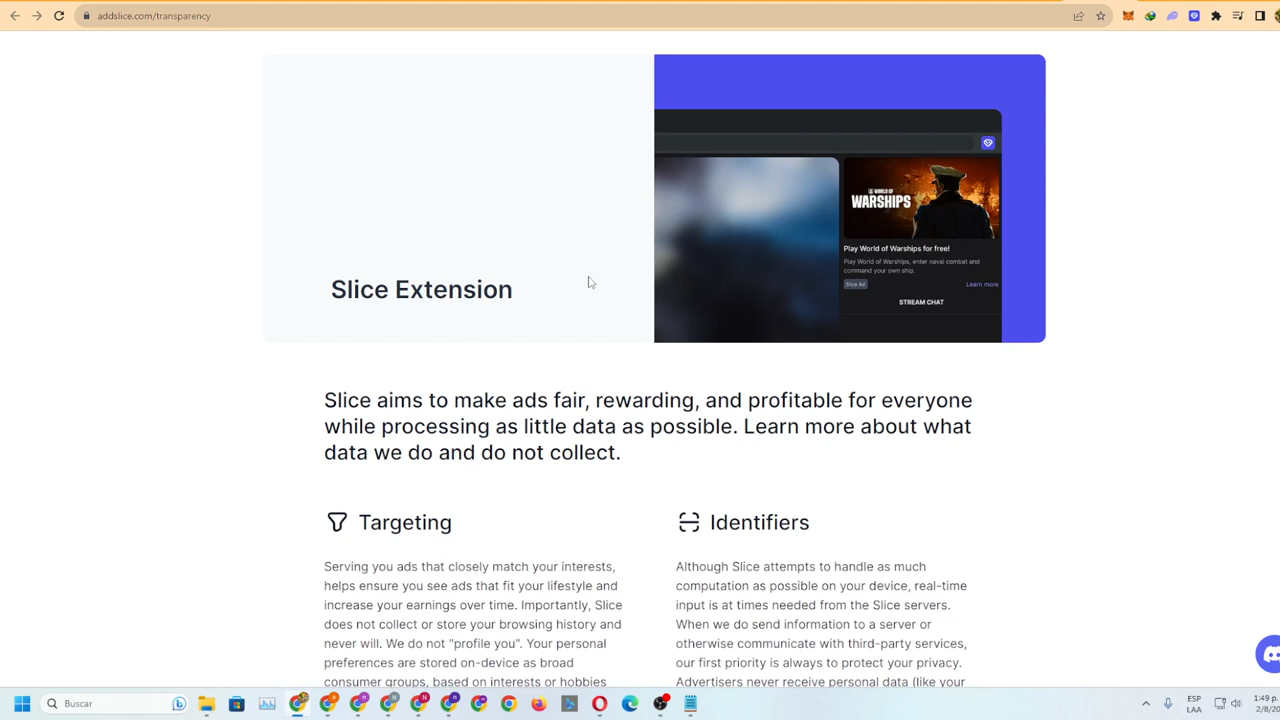 addslice.com/transparency
WORLD OF
WARSHIPS
Play World of Warships for free!
Play World of Warships, enter naval combat and
command your own ship.
Slice Ad
Learn more
STREAM CHAT
Slice Extension
Slice aims to make ads fair, rewarding, and profitable for everyone
while processing as little data as possible. Learn more about what
data we do and do not collect.
Targeting
Serving you ads that closely match your interests,
helps ensure you see ads that fit your lifestyle and
increase your earnings over time. Importantly, Slice
does not collect or store your browsing history and
never will. We do not "profile you". Your personal
preferences are stored on-device as broad
consumer groups, based on interests or hobbies
Identifiers
Although Slice attempts to handle as much
computation as possible on your device, real-time
input is at times needed from the Slice servers.
When we do send information to a server or
otherwise communicate with third-party services,
our first priority is always to protect your privacy.
Advertisers never receive personal data (like your
Buscar
ESP
LAA
1:49 p.
2/8/20